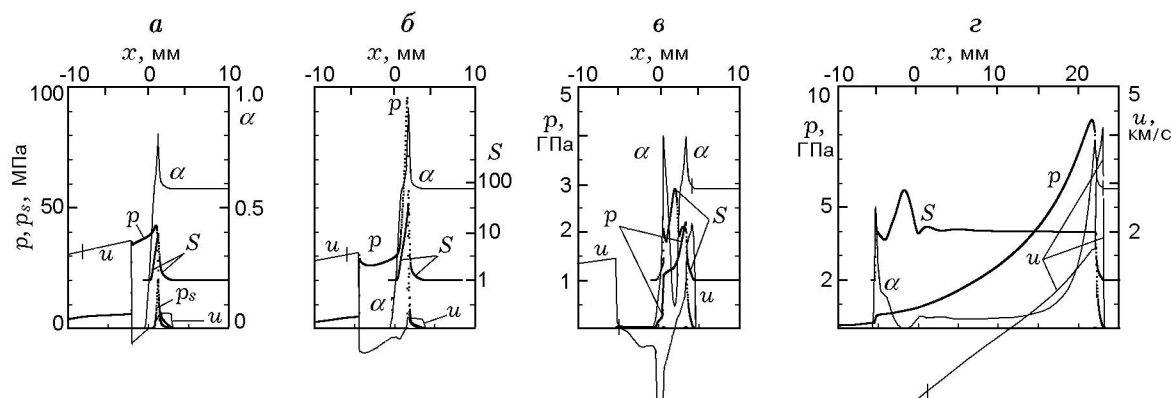 а б в г
x, мм x, мм x, мм x, мм
-10 0 10 -10 0 10 -10 0 10 -10 0 10 20
100 1.0 5 10 5
α p p, u,
ГПа км/с
p, ps, МПа α S 4 α α p, p
ГПа
α 100 3
50 0.5 p S 5 S 2
p S u p 10 2
u ps u S 1 u 2 α u
α 1
0 u 0 u